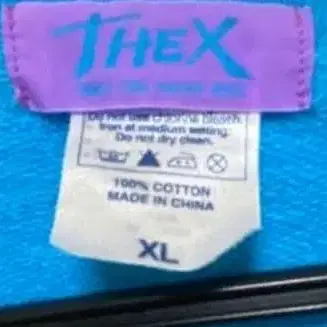 THEX
Do not use chlorine bleach.
Iron at medium setting.
Do not dry clean.
100% COTTON
MADE IN CHINA
XL